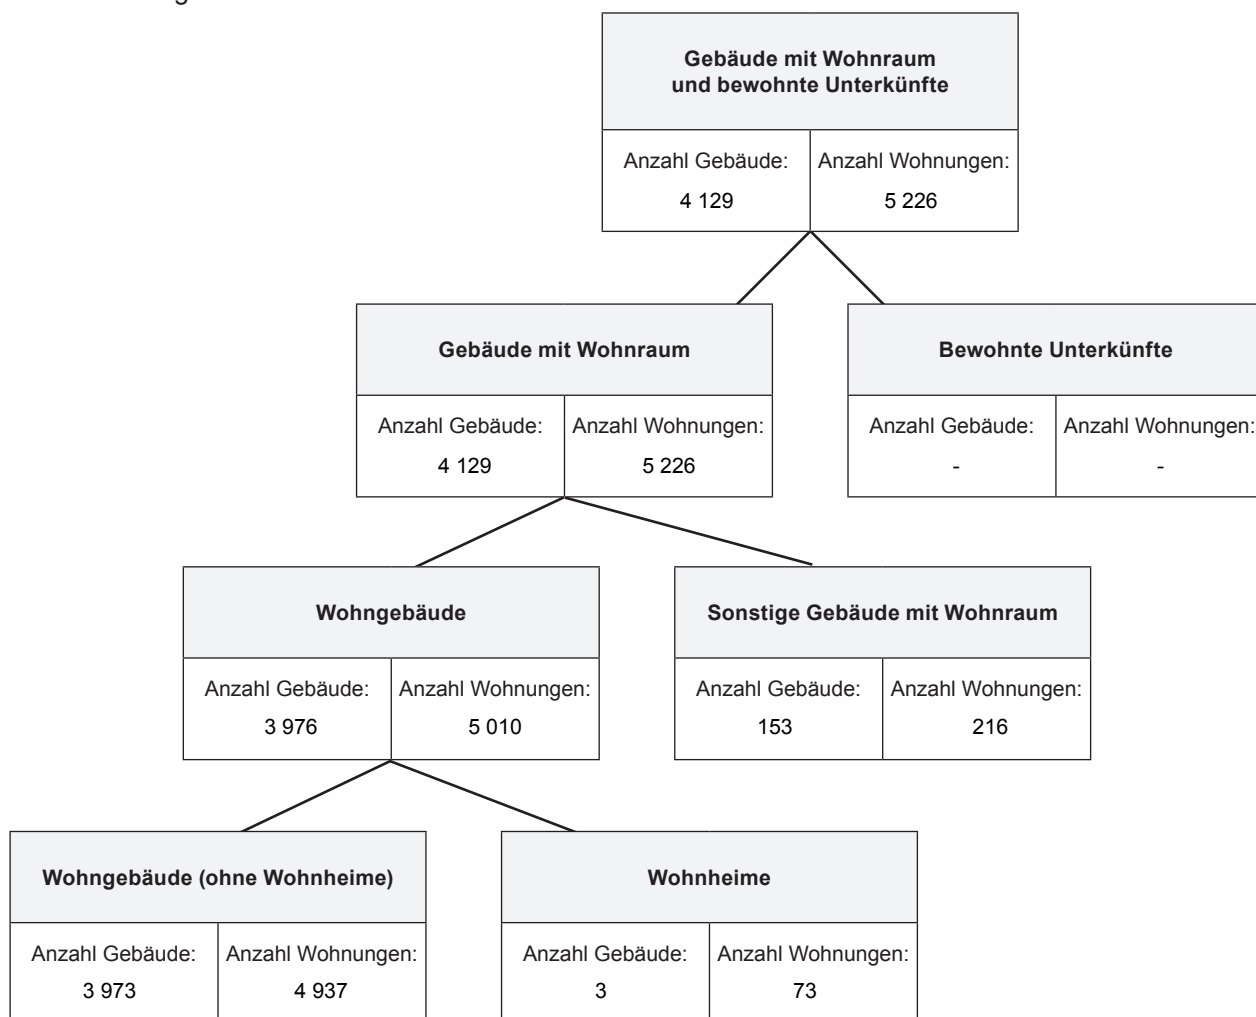 Gebäude mit Wohnraum
und bewohnte Unterkünfte
Anzahl Gebäude: Anzahl Wohnungen:
4 129 5 226
Gebäude mit Wohnraum
Anzahl Gebäude: Anzahl Wohnungen:
4 129 5 226
Bewohnte Unterkünfte
Anzahl Gebäude: Anzahl Wohnungen:
- -
Wohngebäude
Anzahl Gebäude: Anzahl Wohnungen:
3 976 5 010
Sonstige Gebäude mit Wohnraum
Anzahl Gebäude: Anzahl Wohnungen:
153 216
Wohngebäude (ohne Wohnheime)
Anzahl Gebäude: Anzahl Wohnungen:
3 973 4 937
Wohnheime
Anzahl Gebäude: Anzahl Wohnungen:
3 73